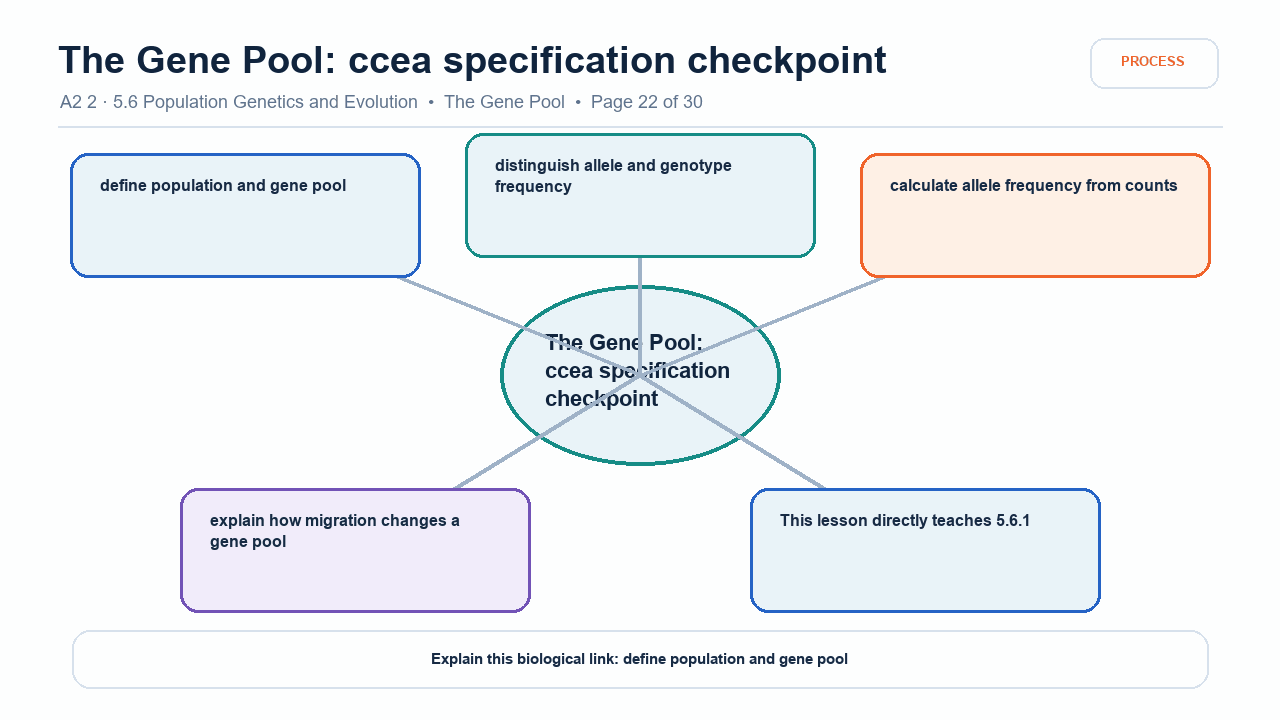 The Gene Pool: ccea specification checkpoint
PROCESS
A2 2 · 5.6 Population Genetics and Evolution • The Gene Pool • Page 22 of 30
define population and gene pool
distinguish allele and genotype
frequency
calculate allele frequency from counts
The Gene Pool:
ccea specification
checkpoint
explain how migration changes a
gene pool
This lesson directly teaches 5.6.1
Explain this biological link: define population and gene pool